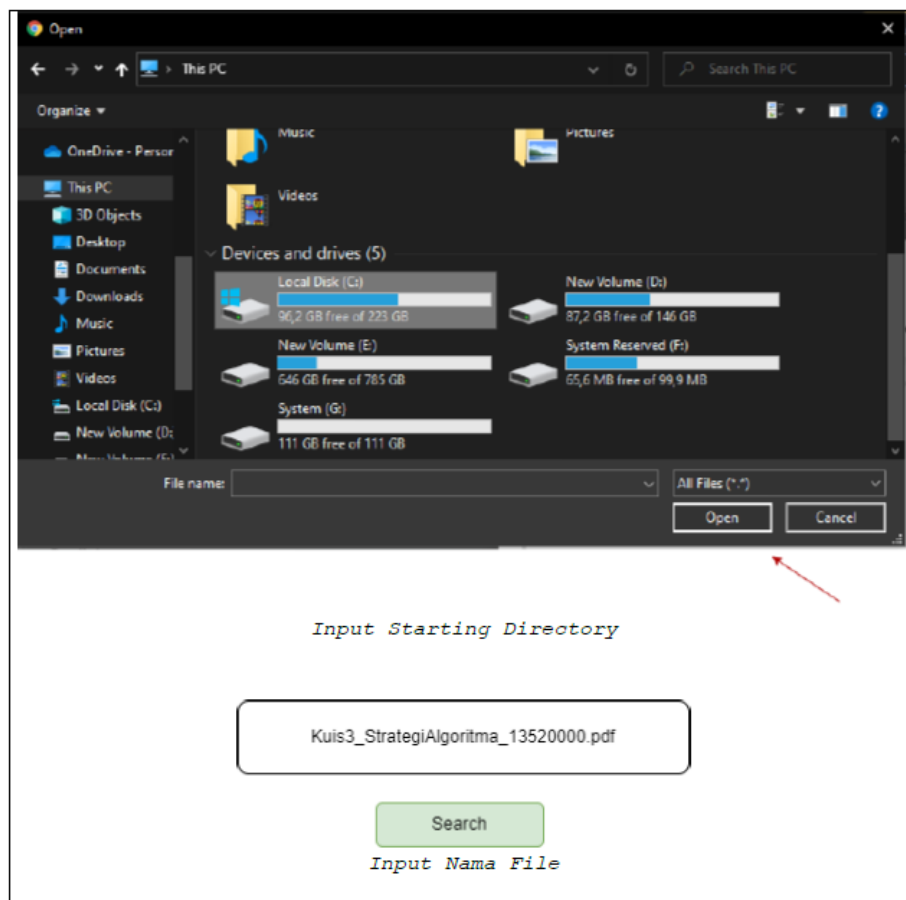 Open
This PC
Search This PC
Organize
OneDrive - Person
This PC
3D Objects
Desktop
Documents
Downloads
Music
Pictures
Videos
Local Disk (C:)
New Volume (D:
New Volume (E:)
Music
Pictures
Videos
Devices and drives (5)
Local Disk (C:)
96,2 GB free of 223 GB
New Volume (D:)
87,2 GB free of 146 GB
New Volume (E:)
646 GB free of 785 GB
System Reserved (F:)
65,6 MB free of 99,9 MB
System (G:)
111 GB free of 111 GB
File name:
All Files (*.*)
Open
Cancel
Input Starting Directory
Kuis3_StrategiAlgoritma_13520000.pdf
Search
Input Nama File